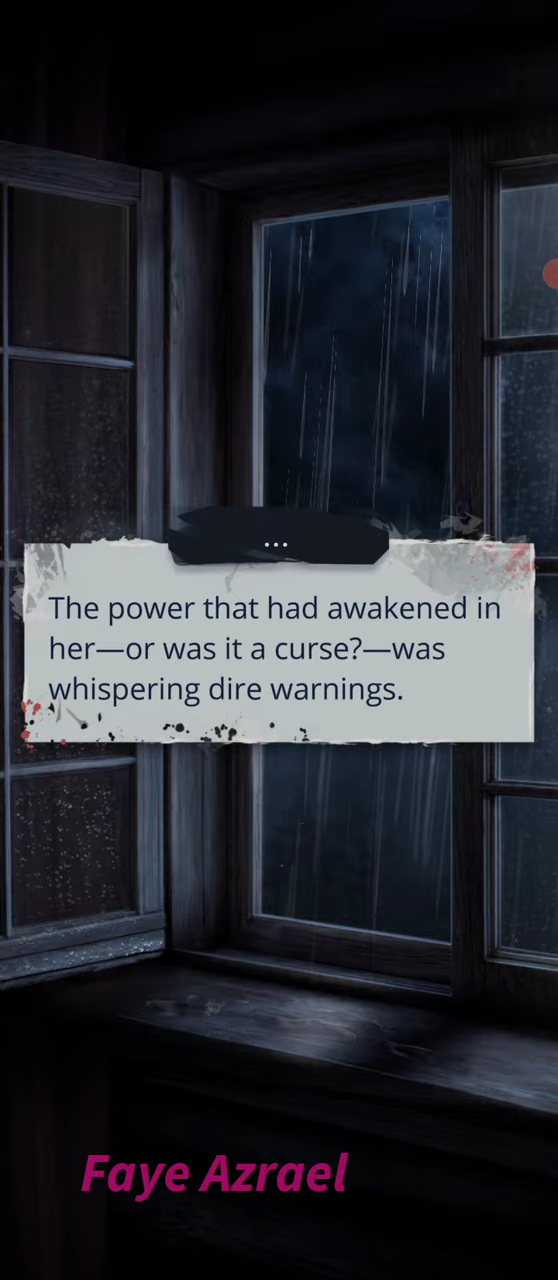 ...
The power that had awakened in
her—or was it a curse?—was
whispering dire warnings.
Faye Azrael